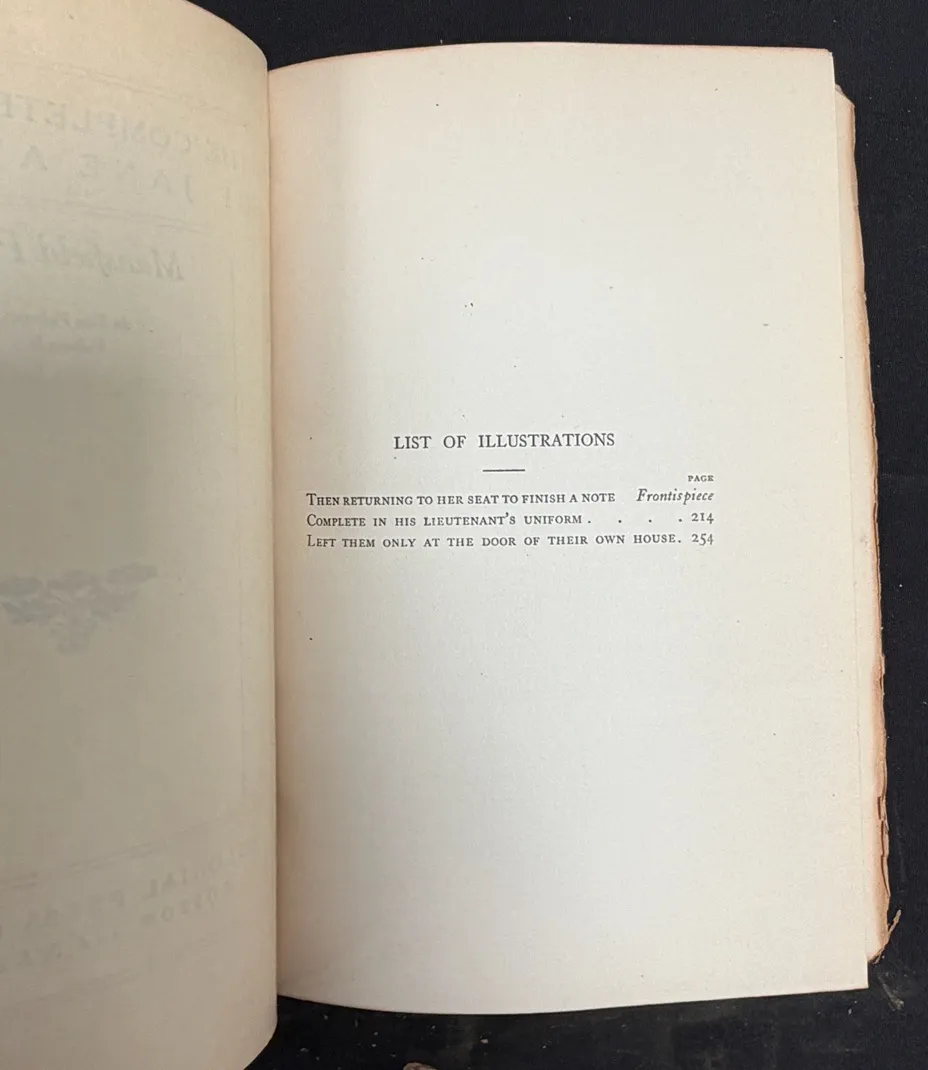 LIST OF ILLUSTRATIONS
PAGE
THEN RETURNING TO HER SEAT TO FINISH A NOTE Frontispiece
COMPLETE IN HIS LIEUTENANT'S UNIFORM . . . . 214
LEFT THEM ONLY AT THE DOOR OF THEIR OWN HOUSE. 254